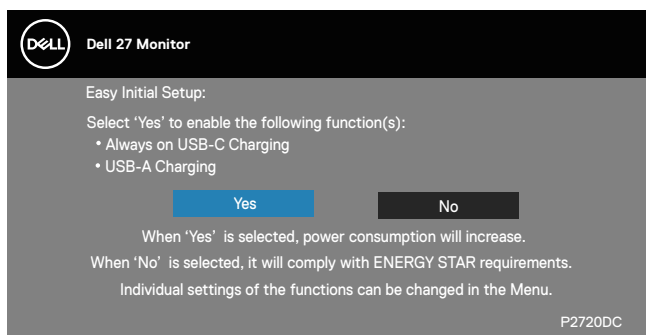 DELL
Dell 27 Monitor
Easy Initial Setup:
Select ‘Yes’ to enable the following function(s):
• Always on USB-C Charging
• USB-A Charging
Yes No
When ‘Yes’ is selected, power consumption will increase.
When ‘No’ is selected, it will comply with ENERGY STAR requirements.
Individual settings of the functions can be changed in the Menu.
P2720DC